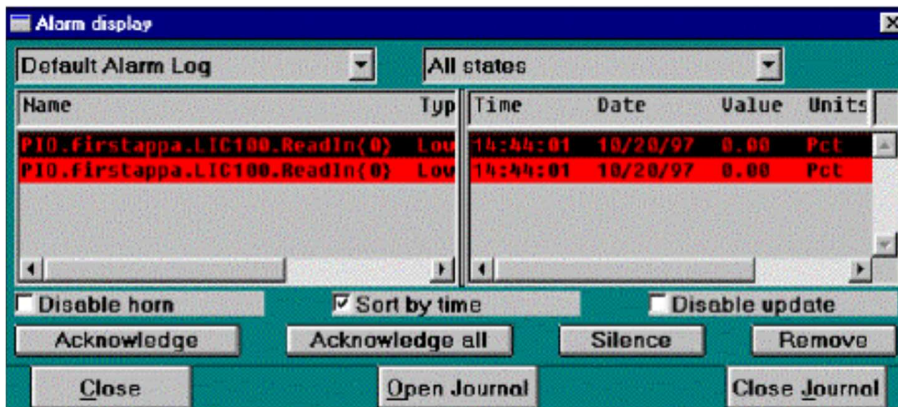 Alarm display
Default Alarm Log All states
Name Typ Time Date Value Units
PIO.firstappa.LIC100.ReadIn(0) Low 14:44:01 10/20/97 0.00 Pct
PIO.firstappa.LIC100.ReadIn(0) Low 14:44:01 10/20/97 0.00 Pct
Disable horn Sort by time Disable update
Acknowledge Acknowledge all Silence Remove
Close Open Journal Close Journal